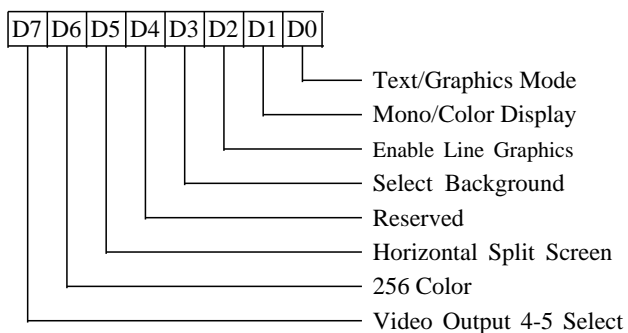 D7 D6 D5 D4 D3 D2 D1 D0
Text/Graphics Mode
Mono/Color Display
Enable Line Graphics
Select Background
Reserved
Horizontal Split Screen
256 Color
Video Output 4-5 Select